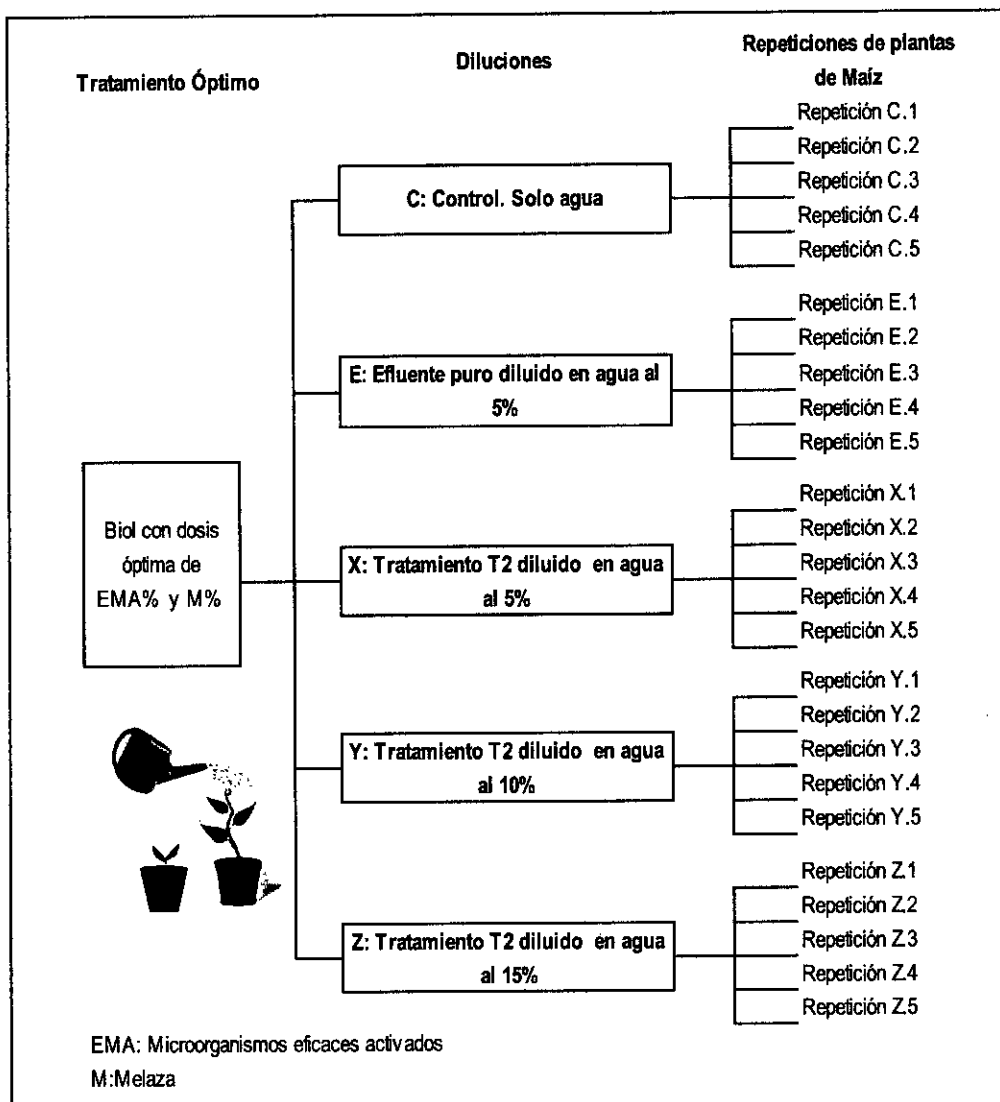 Tratamiento Óptimo
Diluciones
Repeticiones de plantas
de Maíz
C: Control. Solo agua
Repetición C.1
Repetición C.2
Repetición C.3
Repetición C.4
Repetición C.5
E: Efluente puro diluido en agua al
5%
Repetición E.1
Repetición E.2
Repetición E.3
Repetición E.4
Repetición E.5
Biol con dosis
óptima de
EMA% y M%
X: Tratamiento T2 diluido en agua
al 5%
Repetición X.1
Repetición X.2
Repetición X.3
Repetición X.4
Repetición X.5
Y: Tratamiento T2 diluido en agua
al 10%
Repetición Y.1
Repetición Y.2
Repetición Y.3
Repetición Y.4
Repetición Y.5
Z: Tratamiento T2 diluido en agua
al 15%
Repetición Z.1
Repetición Z.2
Repetición Z.3
Repetición Z.4
Repetición Z.5
EMA: Microorganismos eficaces activados
M:Melaza